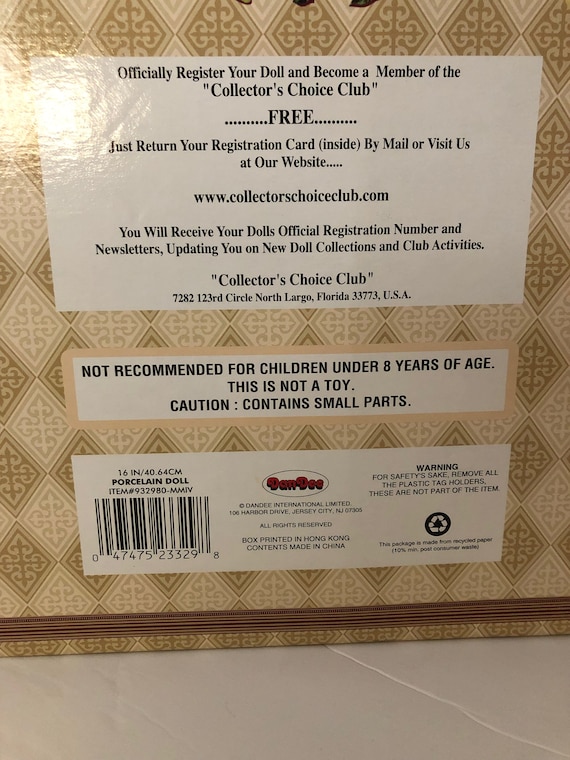 Officially Register Your Doll and Become a Member of the
"Collector's Choice Club"
..........FREE..........
Just Return Your Registration Card (inside) By Mail or Visit Us
at Our Website.....
www.collectorschoiceclub.com
You Will Receive Your Dolls Official Registration Number and
Newsletters, Updating You on New Doll Collections and Club Activities.
"Collector's Choice Club"
7282 123rd Circle North Largo, Florida 33773, U.S.A.
NOT RECOMMENDED FOR CHILDREN UNDER 8 YEARS OF AGE.
THIS IS NOT A TOY.
CAUTION : CONTAINS SMALL PARTS.
16 IN/40.64CM
PORCELAIN DOLL
ITEM#932980-MMIV
0 47475 23329 8
DanDee
© DANDEE INTERNATIONAL LIMITED,
106 HARBOR DRIVE, JERSEY CITY, NJ 07305
ALL RIGHTS RESERVED
BOX PRINTED IN HONG KONG
CONTENTS MADE IN CHINA
WARNING
FOR SAFETY'S SAKE, REMOVE ALL
THE PLASTIC TAG HOLDERS,
THESE ARE NOT PART OF THE ITEM.
This package is made from recycled paper
(10% min. post consumer waste)